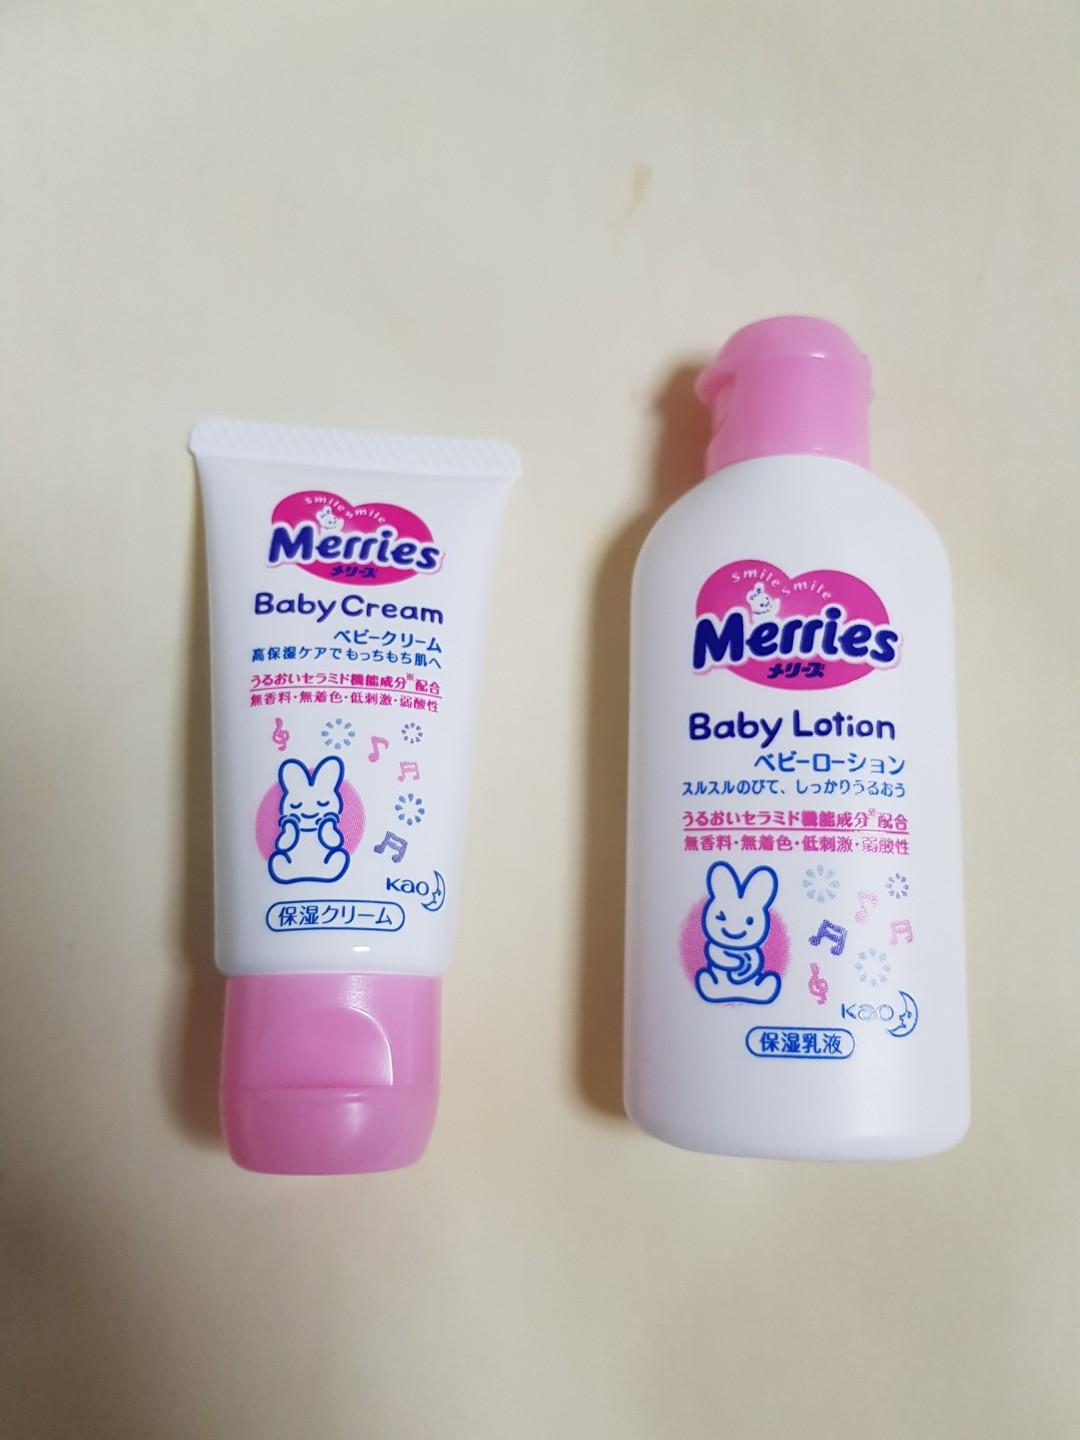 smile smile
Merries
メリーズ
Baby Cream
ベビークリーム
高保湿ケアでもっちもち肌へ
うるおいセラミド機能成分※配合
無香料・無着色・低刺激・弱酸性
Kao
保湿クリーム
smile smile
Merries
メリーズ
Baby Lotion
ベビーローション
スルスルのびて、しっかりうるおう
うるおいセラミド機能成分※配合
無香料・無着色・低刺激・弱酸性
Kao
保湿乳液